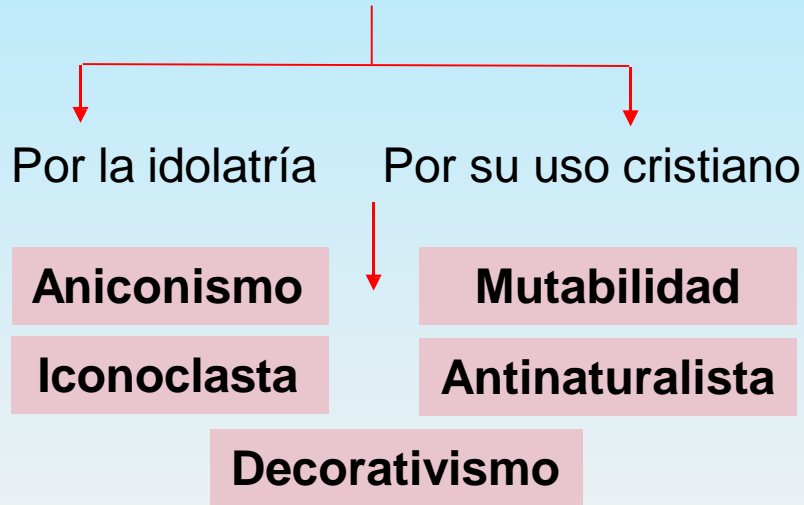 Por la idolatría Por su uso cristiano
Aniconismo Mutabilidad
Iconoclasta Antinaturalista
Decorativismo